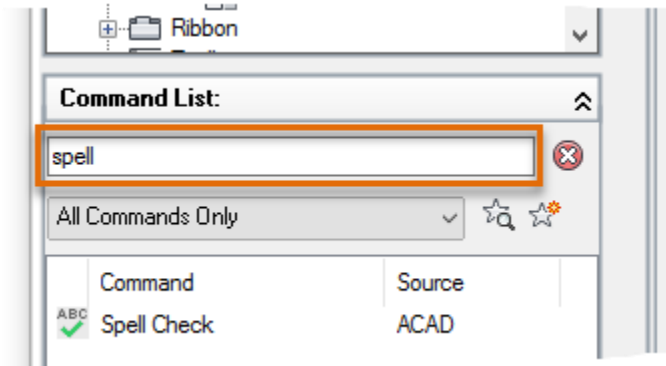 Ribbon
Command List:
spell
All Commands Only
Command Source
ABC
Spell Check ACAD